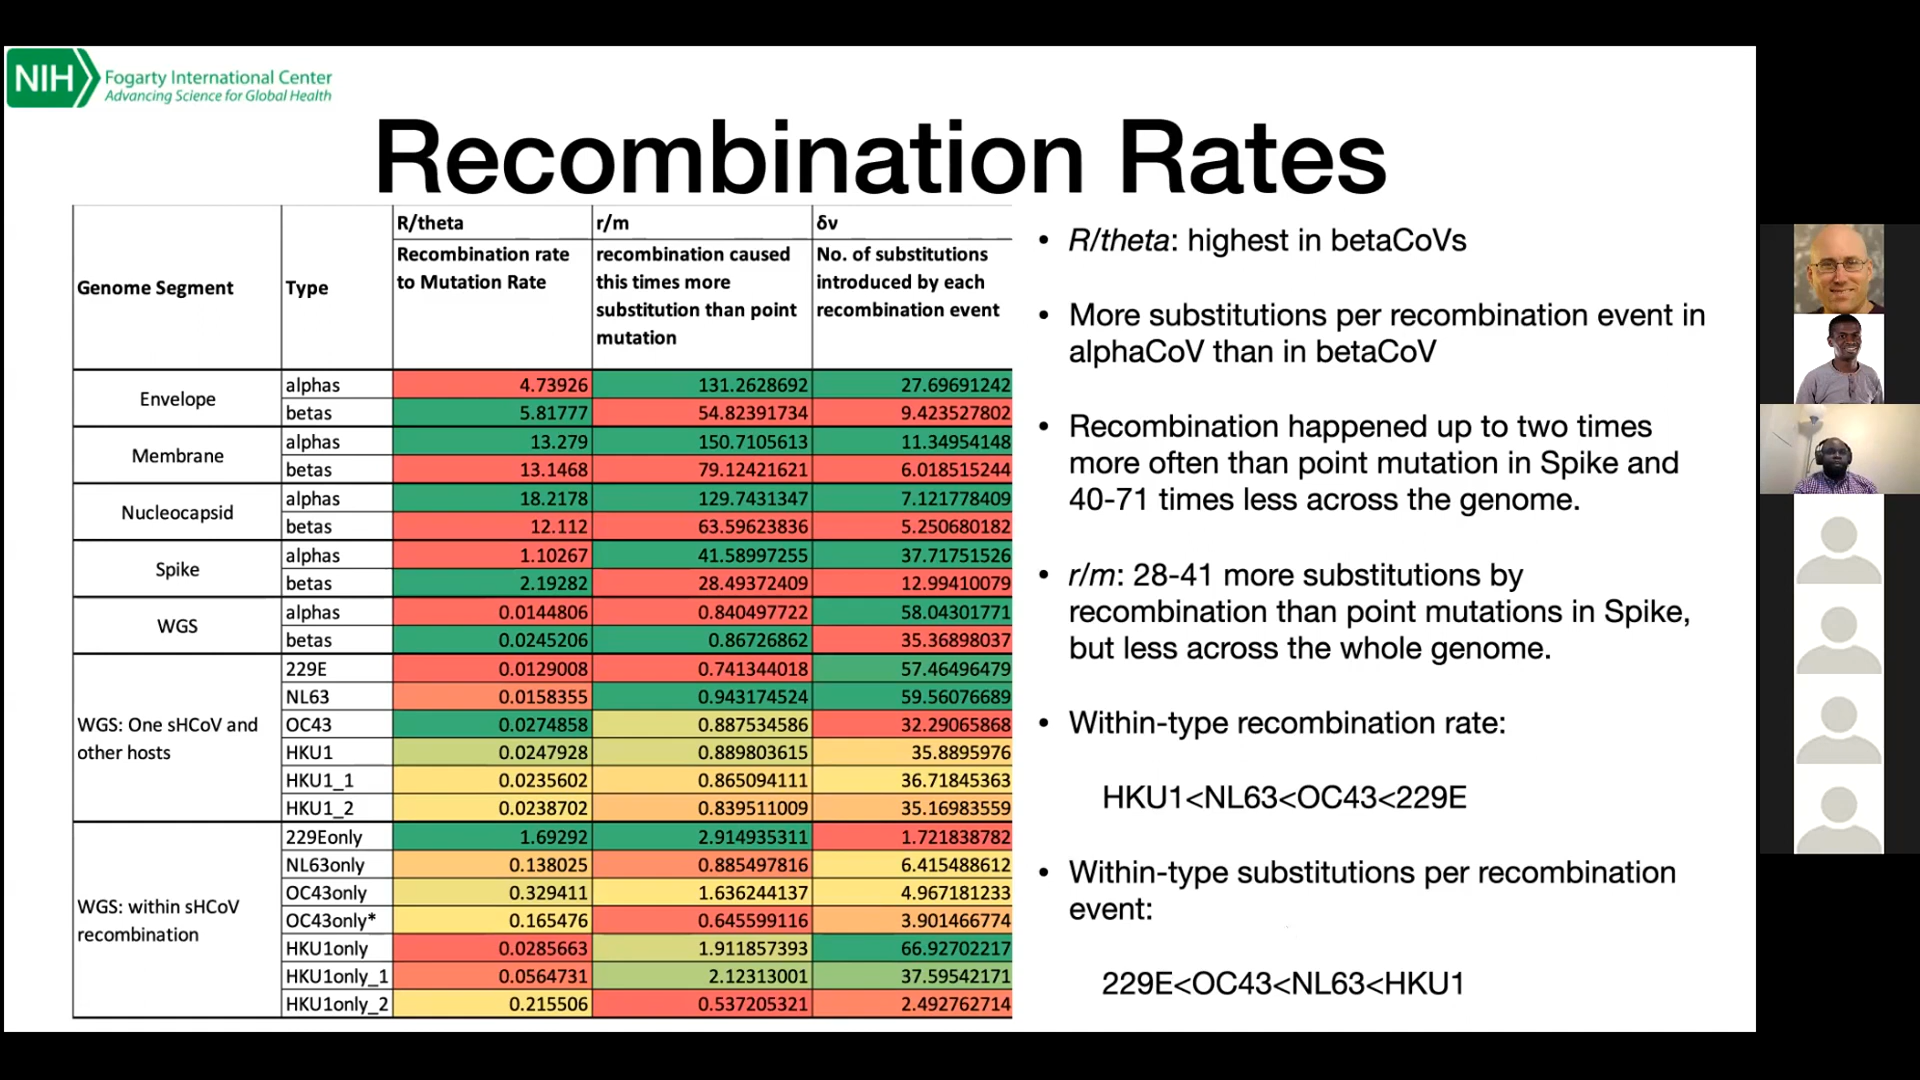 NIH Fogarty International Center
Advancing Science for Global Health
Recombination Rates
Genome Segment Type R/theta r/m δν
Recombination rate to Mutation Rate
recombination caused this times more substitution than point mutation
No. of substitutions introduced by each recombination event
Envelope alphas 4.73926 131.2628692 27.69691242
betas 5.81777 54.82391734 9.423527802
Membrane alphas 13.279 150.7105613 11.34954148
betas 13.1468 79.12421621 6.018515244
Nucleocapsid alphas 18.2178 129.7431347 7.121778409
betas 12.112 63.59623836 5.250680182
Spike alphas 1.10267 41.58997255 37.71751526
betas 2.19282 28.49372409 12.99410079
WGS alphas 0.0144806 0.840497722 58.04301771
betas 0.0245206 0.86726862 35.36898037
WGS: One sHCoV and other hosts 229E 0.0129008 0.741344018 57.46496479
NL63 0.0158355 0.943174524 59.56076689
OC43 0.0274858 0.887534586 32.29065868
HKU1 0.0247928 0.889803615 35.8895976
HKU1_1 0.0235602 0.865094111 36.71845363
HKU1_2 0.0238702 0.839511009 35.16983559
WGS: within sHCoV recombination 229Eonly 1.69292 2.914935311 1.721838782
NL63only 0.138025 0.885497816 6.415488612
OC43only 0.329411 1.636244137 4.967181233
OC43only* 0.165476 0.645599116 3.901466774
HKU1only 0.0285663 1.911857393 66.92702217
HKU1only_1 0.0564731 2.12313001 37.59542171
HKU1only_2 0.215506 0.537205321 2.492762714
• R/theta: highest in betaCoVs
• More substitutions per recombination event in
alphaCoV than in betaCoV
• Recombination happened up to two times
more often than point mutation in Spike and
40-71 times less across the genome.
• r/m: 28-41 more substitutions by
recombination than point mutations in Spike,
but less across the whole genome.
• Within-type recombination rate:
HKU1<NL63<OC43<229E
• Within-type substitutions per recombination
event:
229E<OC43<NL63<HKU1